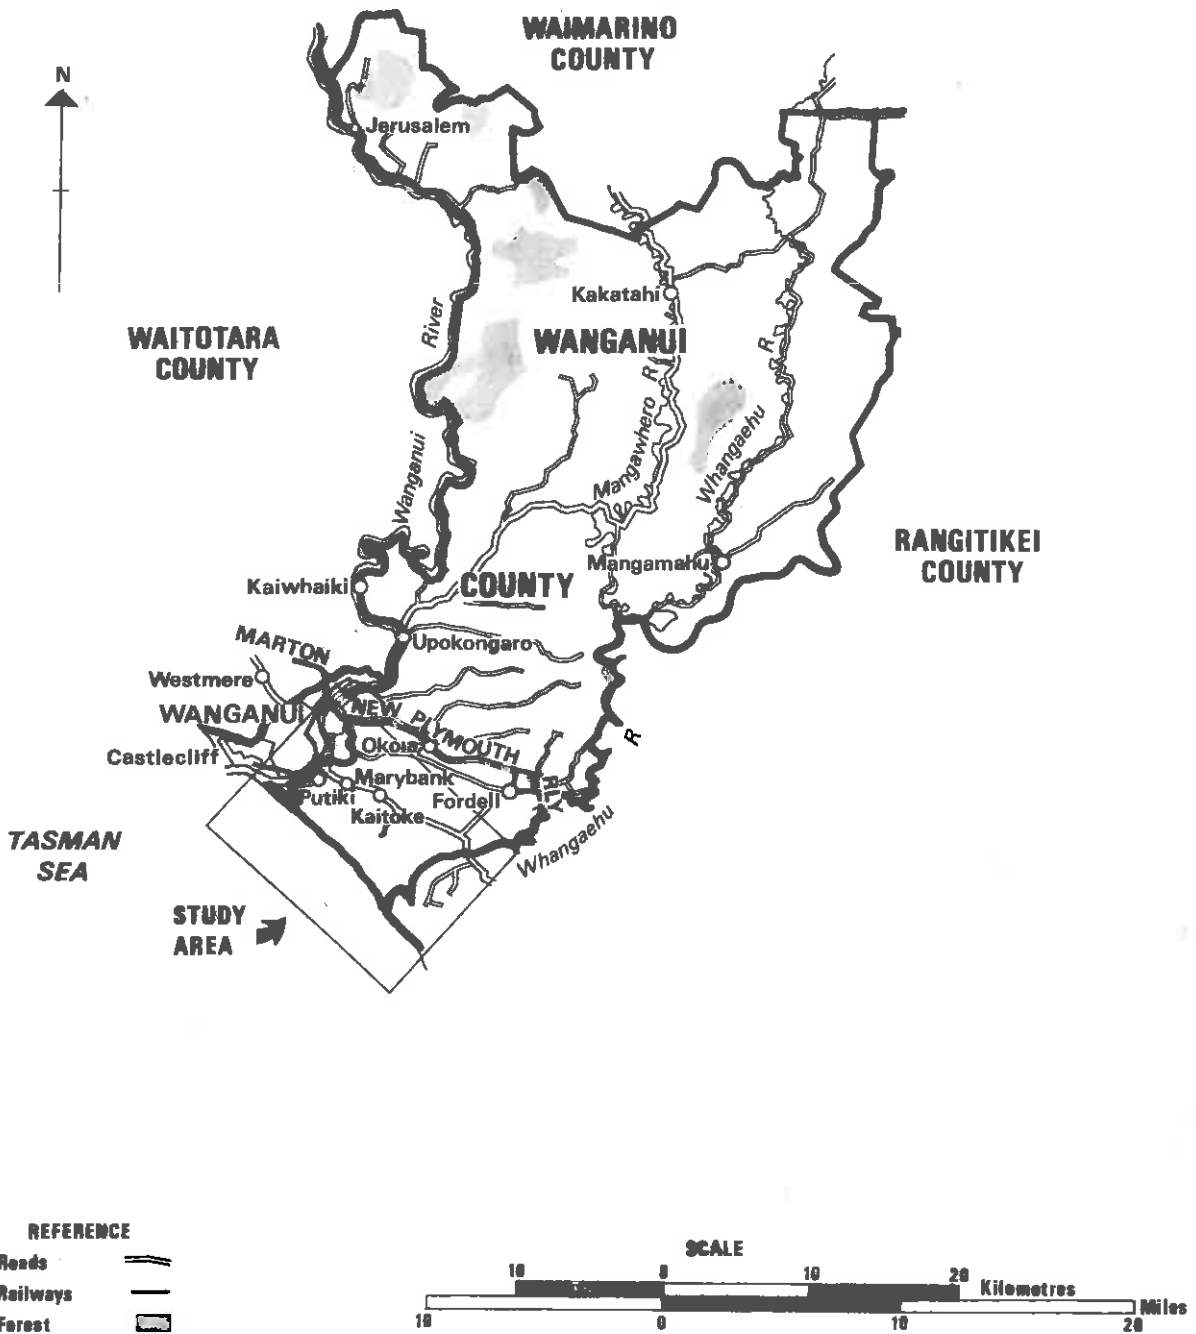 WAIMARINO
COUNTY
N
Jerusalem
Kakatahi
River
WAITOTARA
COUNTY
WANGANUI
R
R
Mangawhero
Whangaehu
Wanganui
RANGITIKEI
COUNTY
Mangamahu
Kaiwhaiki
COUNTY
Upokongaro
MARTON
Westmere
WANGANUI
NEW PLYMOUTH
RLY
R
Okoia
Castlecliff
Marybank
Putiki
Fordell
Kaitoke
Whangaehu
TASMAN
SEA
STUDY
AREA
REFERENCE
Roads
Railways
Forest
SCALE
10 0 10 20 Kilometres
10 0 10 20 Miles